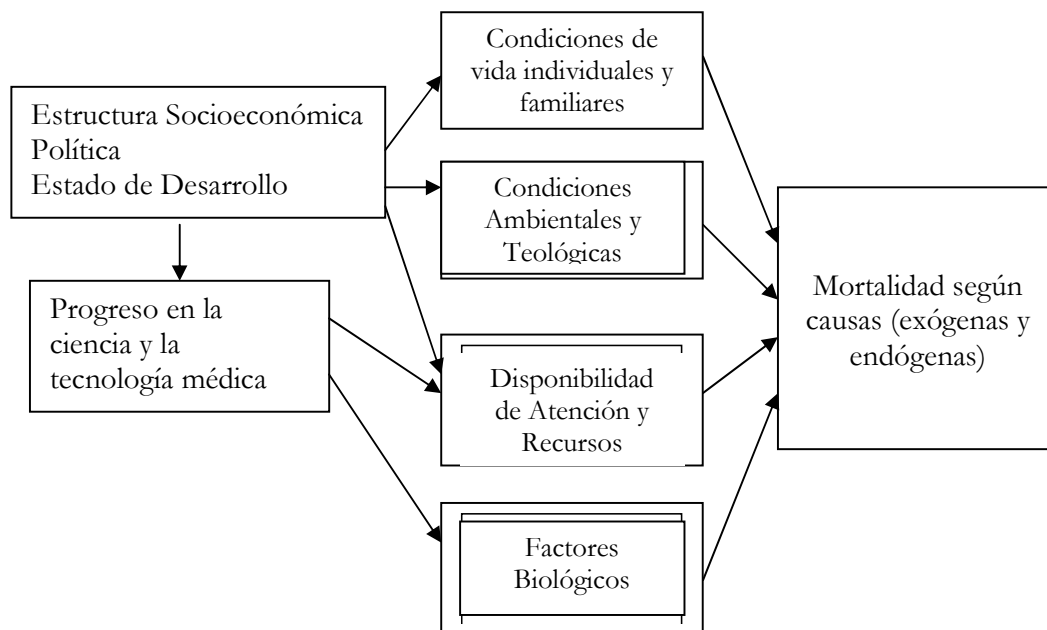 Estructura Socioeconómica
Política
Estado de Desarrollo
Progreso en la
ciencia y la
tecnología médica
Condiciones de
vida individuales y
familiares
Condiciones
Ambientales y
Teológicas
Disponibilidad
de Atención y
Recursos
Factores
Biológicos
Mortalidad según
causas (exógenas y
endógenas)